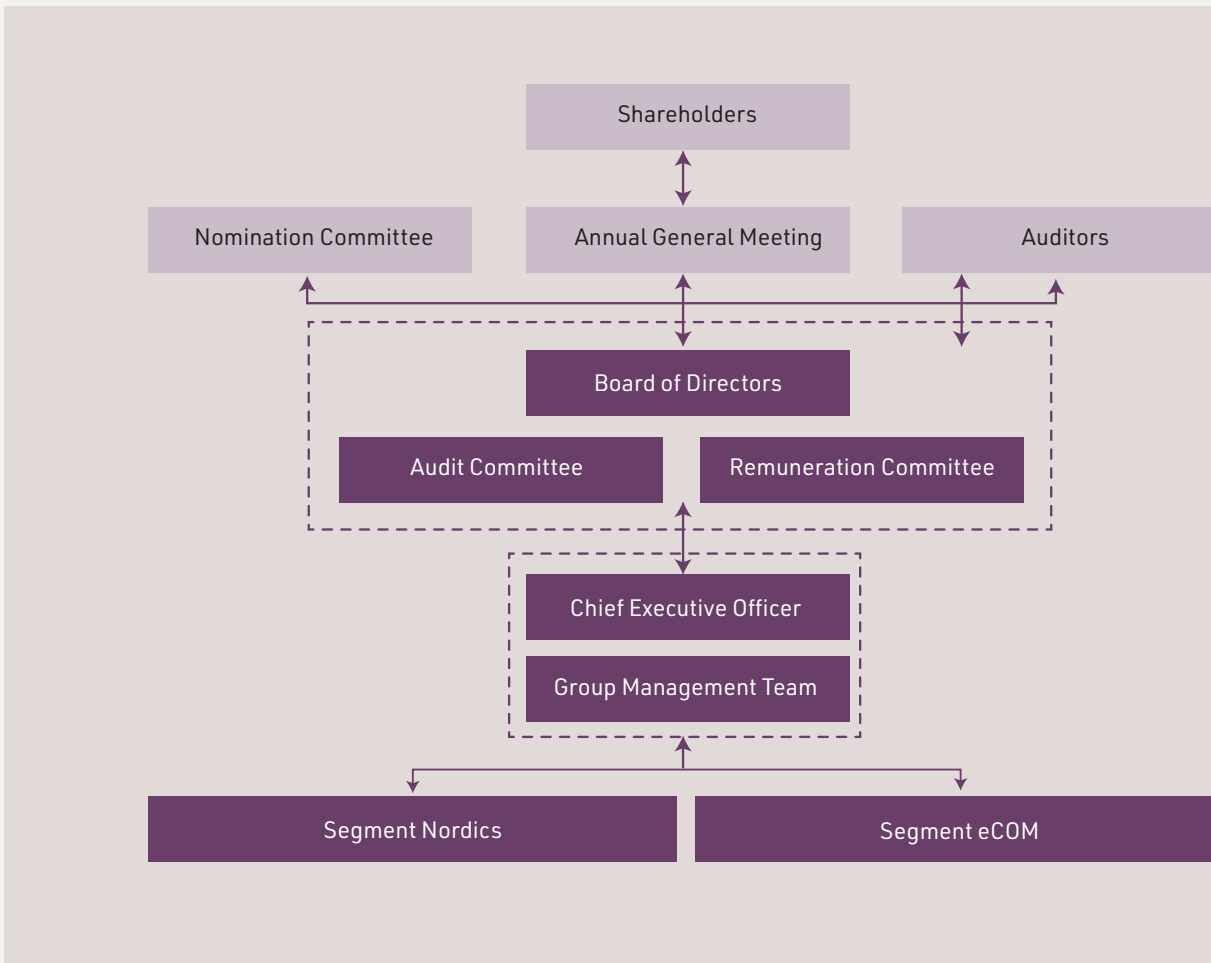 Shareholders
Nomination Committee
Annual General Meeting
Auditors
Board of Directors
Audit Committee
Remuneration Committee
Chief Executive Officer
Group Management Team
Segment Nordics
Segment eCOM